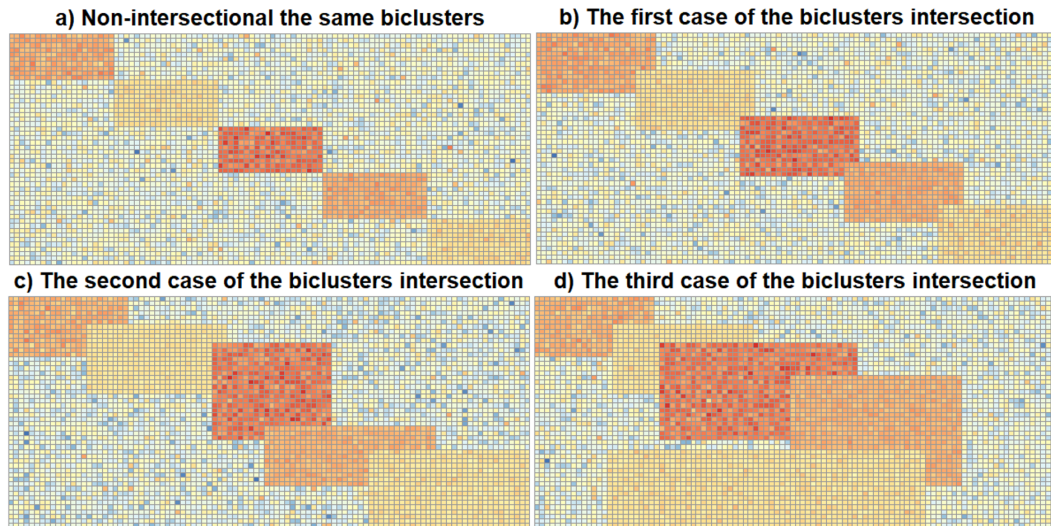 a) Non-intersectional the same biclusters
b) The first case of the biclusters intersection
c) The second case of the biclusters intersection
d) The third case of the biclusters intersection